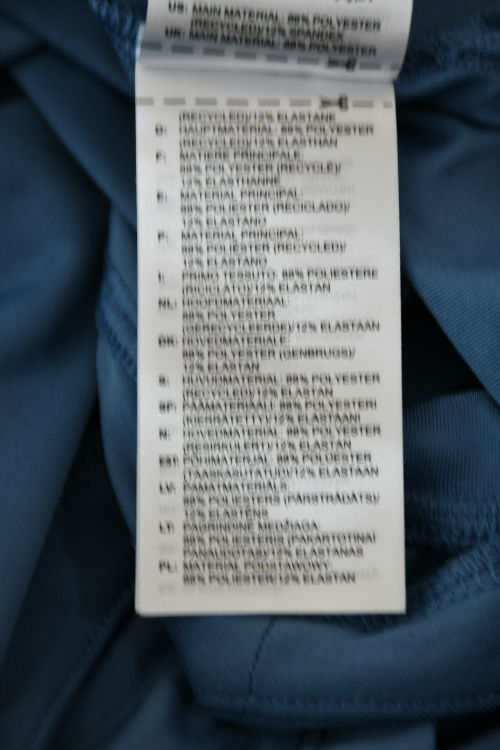 US: MAIN MATERIAL: 88% POLYESTER
(RECYCLED)/12% SPANDEX
UK: MAIN MATERIAL: 88% POLYESTER
(RECYCLED)/12% ELASTANE
D: HAUPTMATERIAL: 88% POLYESTER
(RECYCLED)/12% ELASTHAN
F: MATIERE PRINCIPALE:
88% POLYESTER (RECYCLÉ)/
12% ELASTHANNE
E: MATERIAL PRINCIPAL:
88% POLIESTER (RECICLADO)/
12% ELASTANO
P: MATERIAL PRINCIPAL:
88% POLIESTER (RECYCLED)/
12% ELASTANO
I: PRIMO TESSUTO: 88% POLIESTERE
12% ELASTAN
NL: HOOFDMATERIAAL:
88% POLYESTER
(GERECYCLEERDE)/12% ELASTAAN
DK: HOVEDMATERIALE:
88% POLYESTER (GENBRUGS)/
12% ELASTAN
S: HUVUDMATERIAL: 88% POLYESTER
(RECYCLED)/12% ELASTAN
SF: PÄÄMATERIAALI: 88% POLYESTERI
(KIERRÄTETTY)/12% ELASTAANI
N: HOVEDMATERIAL: 88% POLYESTER
(RESIRKULERT)/12% ELASTAN
EST: PÕHIMATERJAL: 88% POLÜESTER
(TAASKASUTATUD)/12% ELASTAAN
LV: PAMATMATERIĀLS:
88% POLIESTERS (PĀRSTRĀDĀTS)/
12% ELASTĒNS
LT: PAGRINDINĖ MEDŽIAGA:
88% POLIESTERIS (PAKARTOTINAI
PANAUDOTAS)/12% ELASTANAS
PL: MATERIAŁ PODSTAWOWY:
88% POLIESTER/12% ELASTAN